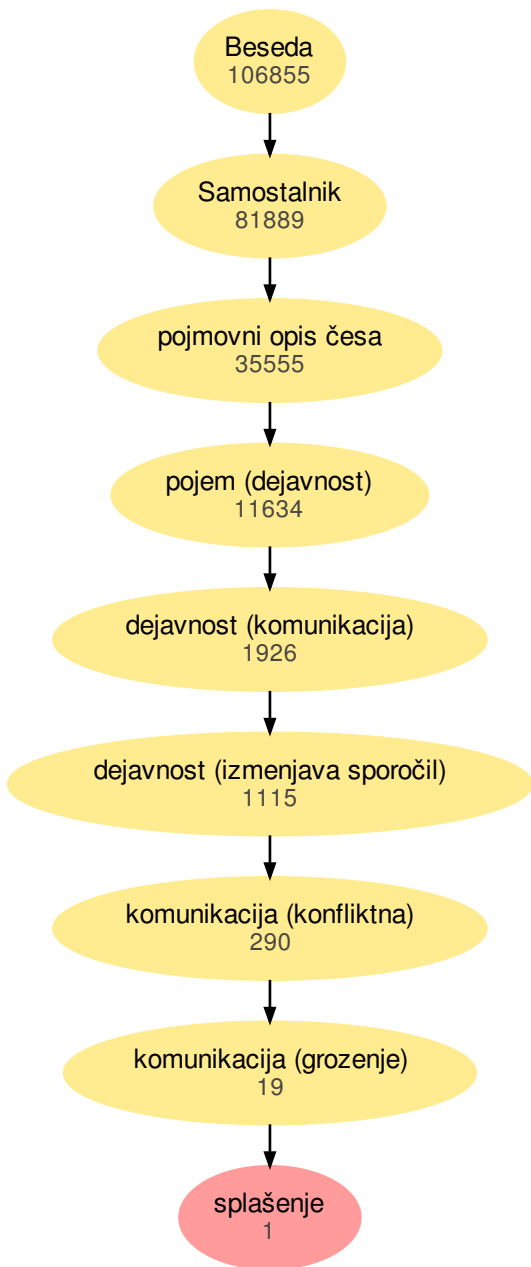 Beseda
106855
Samostalnik
81889
pojmovni opis česa
35555
pojem (dejavnost)
11634
dejavnost (komunikacija)
1926
dejavnost (izmenjava sporočil)
1115
komunikacija (konfliktna)
290
komunikacija (grozenje)
19
splašenje
1